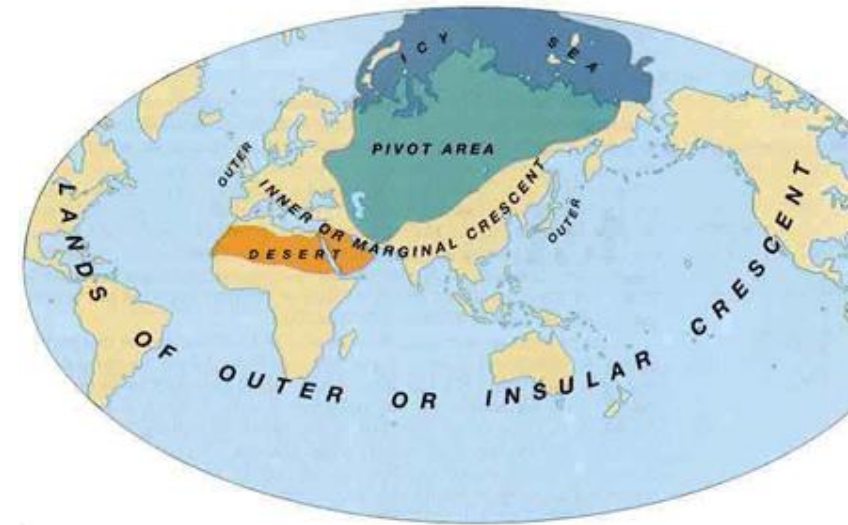 ICY SEA
PIVOT AREA
OUTER
INNER OR MARGINAL CRESCENT
OUTER
DESERT
LANDS OF OUTER OR INSULAR CRESCENT